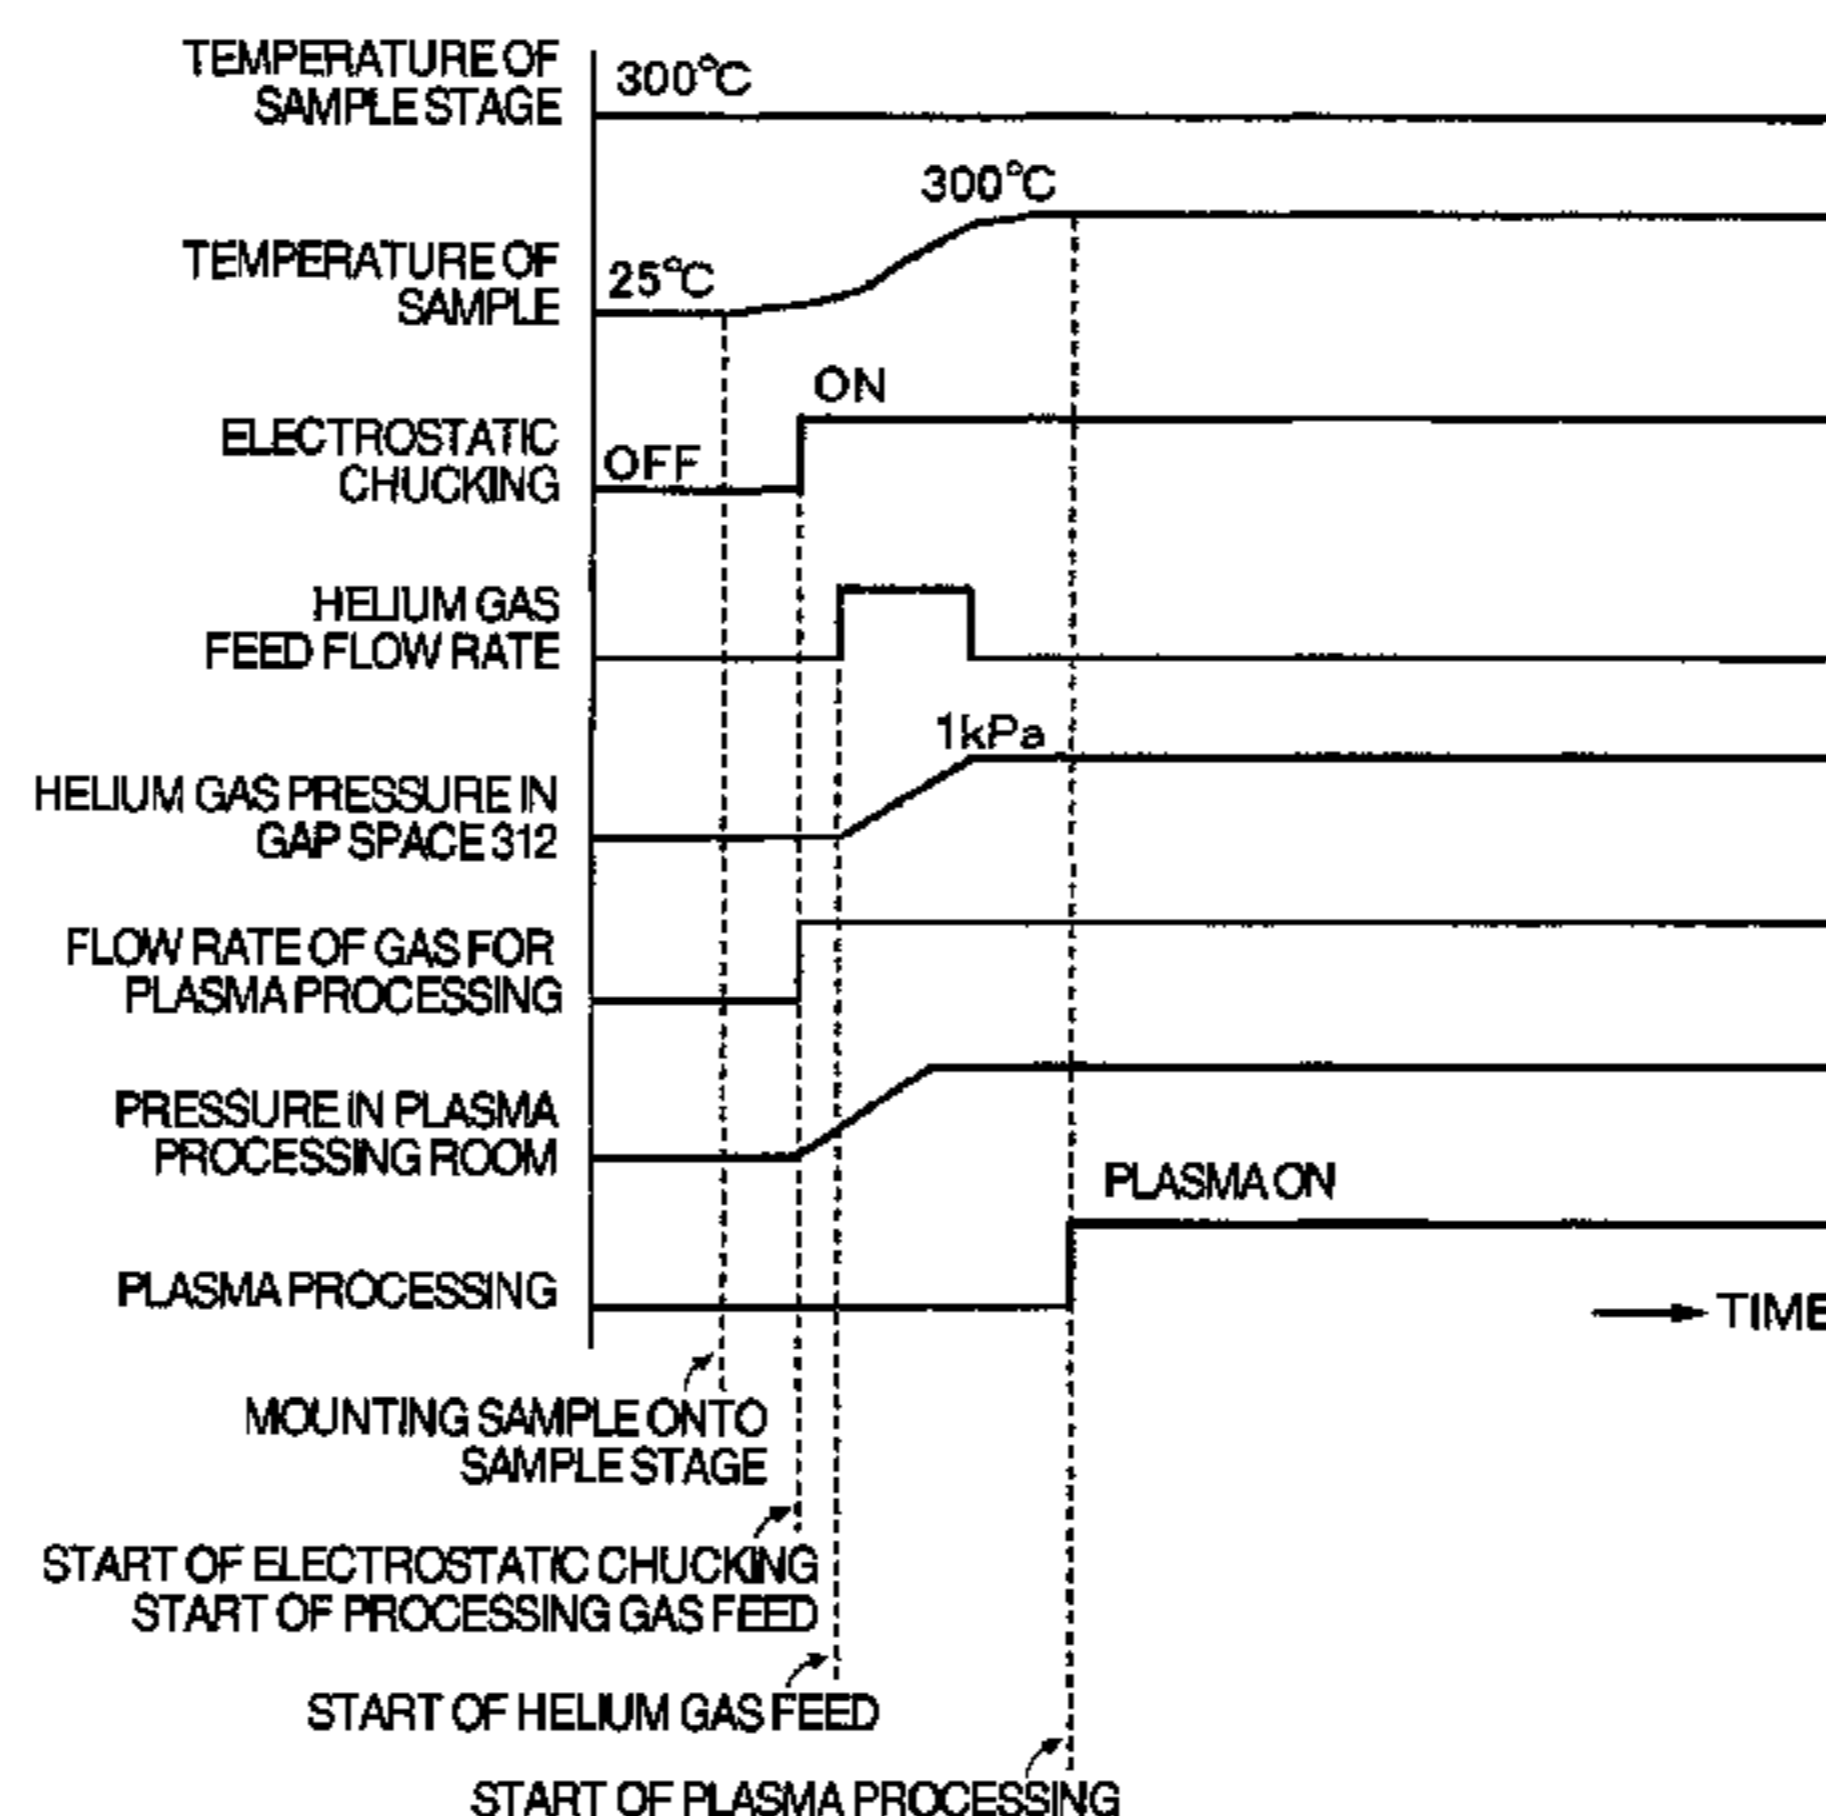 TEMPERATURE OF
SAMPLE STAGE
300°C
300°C
TEMPERATURE OF
SAMPLE
25°C
ON
ELECTROSTATIC
CHUCKING
OFF
HELIUM GAS
FEED FLOW RATE
1kPa
HELIUM GAS PRESSURE IN
GAP SPACE 312
FLOW RATE OF GAS FOR
PLASMA PROCESSING
PRESSURE IN PLASMA
PROCESSING ROOM
PLASMA ON
PLASMA PROCESSING
TIME
MOUNTING SAMPLE ONTO
SAMPLE STAGE
START OF ELECTROSTATIC CHUCKING
START OF PROCESSING GAS FEED
START OF HELIUM GAS FEED
START OF PLASMA PROCESSING